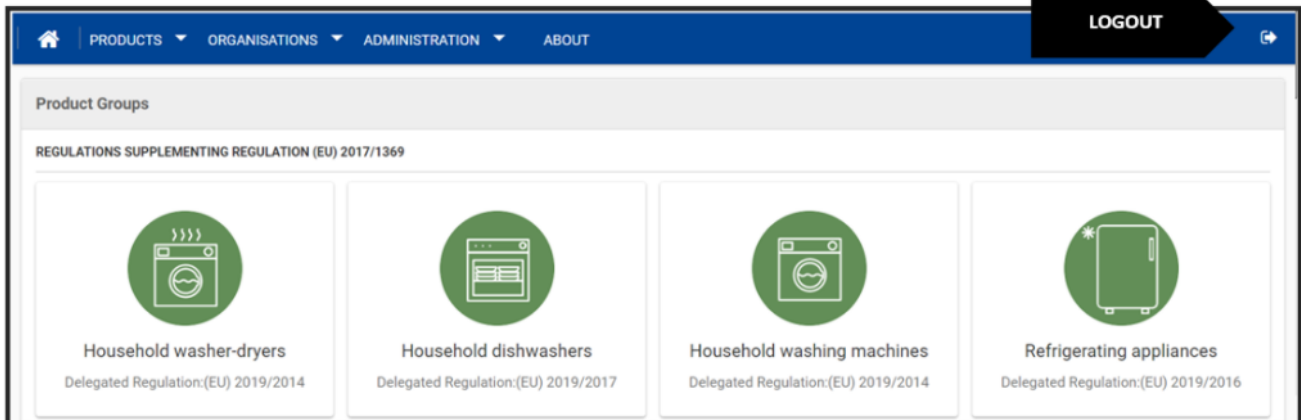 LOGOUT
PRODUCTS ORGANISATIONS ADMINISTRATION ABOUT
Product Groups
REGULATIONS SUPPLEMENTING REGULATION (EU) 2017/1369
Household washer-dryers
Delegated Regulation:(EU) 2019/2014
Household dishwashers
Delegated Regulation:(EU) 2019/2017
Household washing machines
Delegated Regulation:(EU) 2019/2014
Refrigerating appliances
Delegated Regulation:(EU) 2019/2016